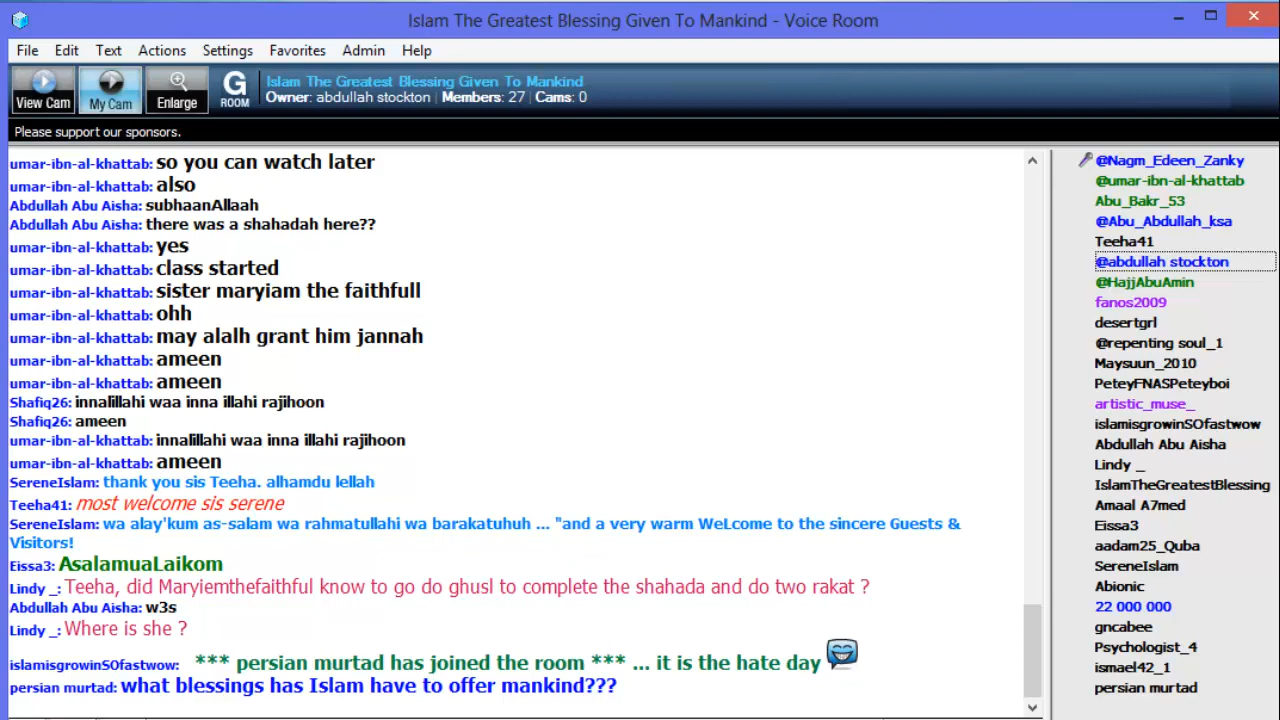 Islam The Greatest Blessing Given To Mankind - Voice Room
File Edit Text Actions Settings Favorites Admin Help
View Cam
My Cam
Enlarge
G
ROOM
Islam The Greatest Blessing Given To Mankind
Owner: abdullah stockton | Members: 27 | Cams: 0
Please support our sponsors.
umar-ibn-al-khattab: so you can watch later
umar-ibn-al-khattab: also
Abdullah Abu Aisha: subhaanAllaah
Abdullah Abu Aisha: there was a shahadah here??
umar-ibn-al-khattab: yes
umar-ibn-al-khattab: class started
umar-ibn-al-khattab: sister maryiam the faithfull
umar-ibn-al-khattab: ohh
umar-ibn-al-khattab: may alalh grant him jannah
umar-ibn-al-khattab: ameen
umar-ibn-al-khattab: ameen
Shafiq26: innalillahi waa inna illahi rajihoon
Shafiq26: ameen
umar-ibn-al-khattab: innalillahi waa inna illahi rajihoon
umar-ibn-al-khattab: ameen
SereneIslam: thank you sis Teeha. alhamdu lellah
Teeha41: most welcome sis serene
SereneIslam: wa alay'kum as-salam wa rahmatullahi wa barakatuhuh ... "and a very warm WeLcome to the sincere Guests &
Visitors!
Eissa3: AsalamuaLaikom
Lindy _: Teeha, did Maryiemthefaithful know to go do ghusl to complete the shahada and do two rakat ?
Abdullah Abu Aisha: w3s
Lindy _: Where is she ?
islamisgrowinSOfastwow: *** persian murtad has joined the room *** ... it is the hate day
persian murtad: what blessings has Islam have to offer mankind???
@Nagm_Edeen_Zanky
@umar-ibn-al-khattab
Abu_Bakr_53
@Abu_Abdullah_ksa
Teeha41
@abdullah stockton
@HajjAbuAmin
fanos2009
desertgrl
@repenting soul_1
Maysuun_2010
PeteyFNASPeteyboi
artistic_muse_
islamisgrowinSOfastwow
Abdullah Abu Aisha
Lindy _
IslamTheGreatestBlessing
Amaal A7med
Eissa3
aadam25_Quba
SereneIslam
Abionic
22 000 000
gncabee
Psychologist_4
ismael42_1
persian murtad